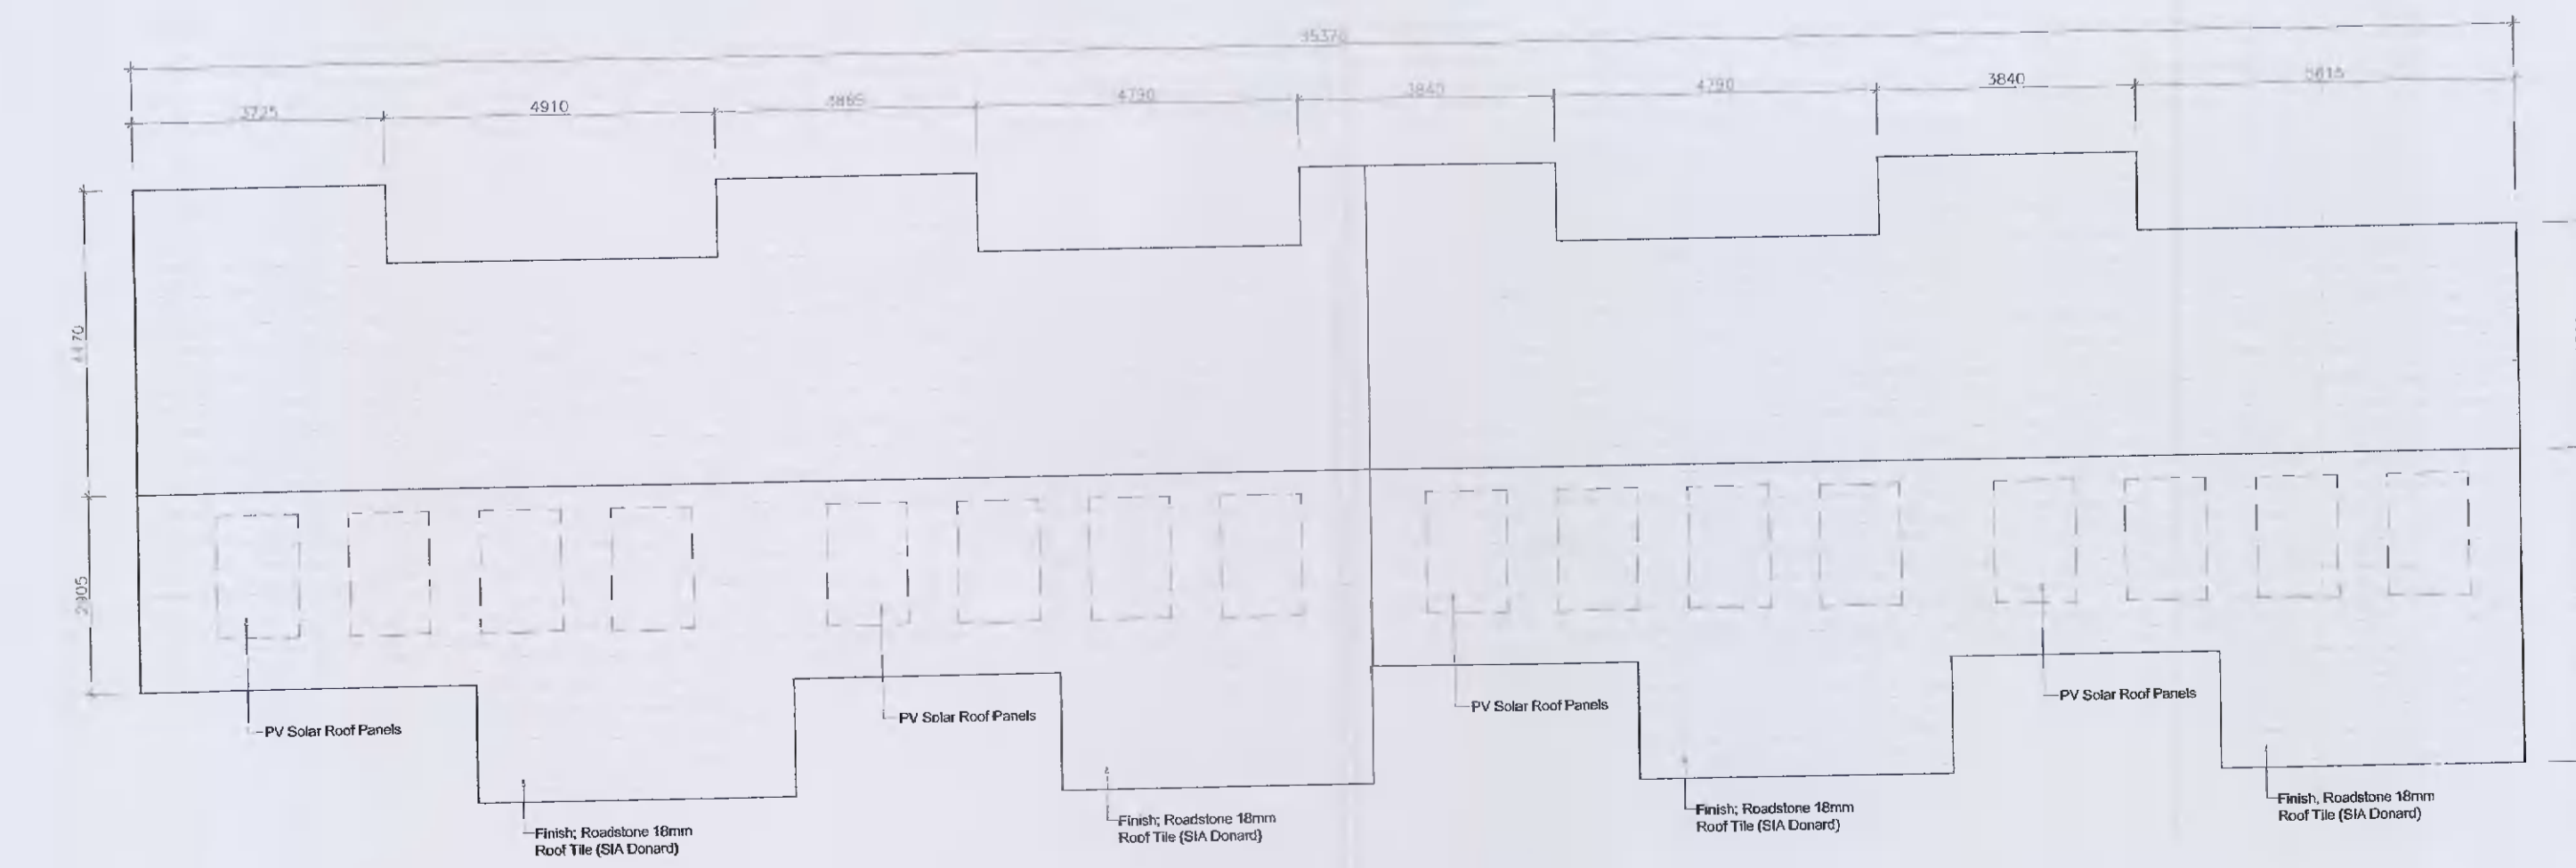 3725
4910
3865
4790
3840
4790
3840
5615
4470
2905
PV Solar Roof Panels
PV Solar Roof Panels
PV Solar Roof Panels
PV Solar Roof Panels
Finish; Roadstone 18mm
Roof Tile (SIA Donard)
Finish; Roadstone 18mm
Roof Tile (SIA Donard)
Finish; Roadstone 18mm
Roof Tile (SIA Donard)
Finish, Roadstone 18mm
Roof Tile (SIA Donard)